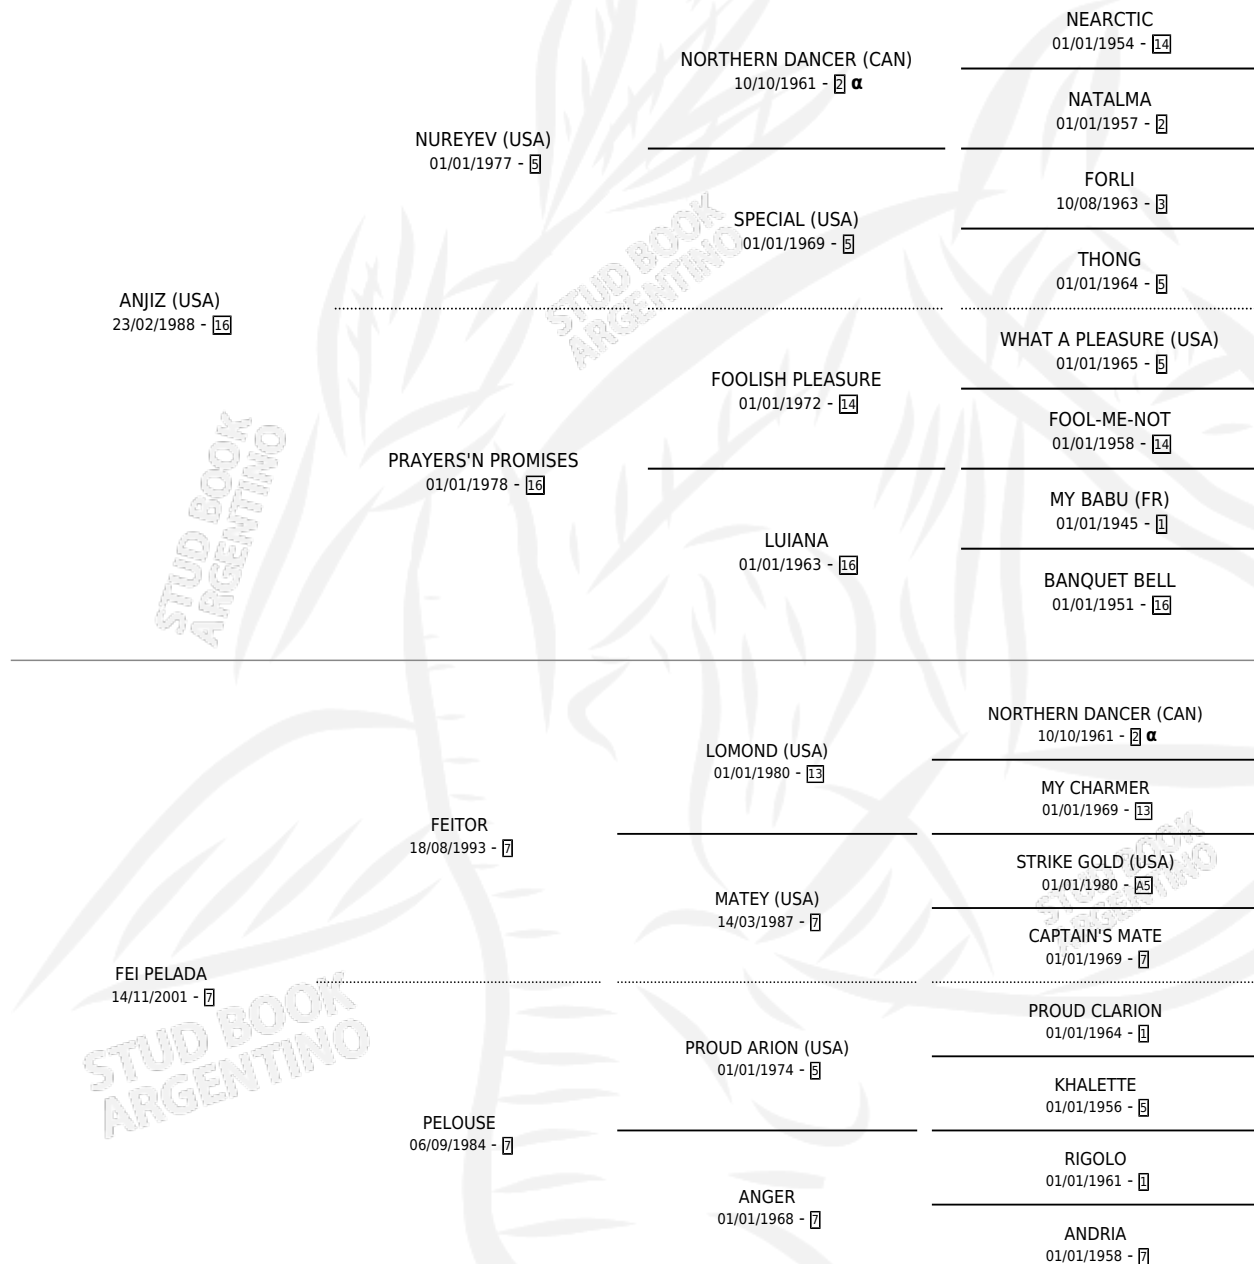 NEARCTIC
01/01/1954 - 14
NORTHERN DANCER (CAN)
10/10/1961 - 2 α
NATALMA
01/01/1957 - 2
NUREYEV (USA)
01/01/1977 - 5
FORLI
10/08/1963 - 3
SPECIAL (USA)
01/01/1969 - 5
THONG
01/01/1964 - 5
ANJIZ (USA)
23/02/1988 - 16
WHAT A PLEASURE (USA)
01/01/1965 - 5
FOOLISH PLEASURE
01/01/1972 - 14
FOOL-ME-NOT
01/01/1958 - 14
PRAYERS'N PROMISES
01/01/1978 - 16
MY BABU (FR)
01/01/1945 - 1
LUIANA
01/01/1963 - 16
BANQUET BELL
01/01/1951 - 16
NORTHERN DANCER (CAN)
10/10/1961 - 2 α
LOMOND (USA)
01/01/1980 - 13
MY CHARMER
01/01/1969 - 13
FEITOR
18/08/1993 - 7
STRIKE GOLD (USA)
01/01/1980 - A5
MATEY (USA)
14/03/1987 - 7
CAPTAIN'S MATE
01/01/1969 - 7
FEI PELADA
14/11/2001 - 7
PROUD CLARION
01/01/1964 - 1
PROUD ARION (USA)
01/01/1974 - 5
KHALETTE
01/01/1956 - 5
PELOUSE
06/09/1984 - 7
RIGOLO
01/01/1961 - 1
ANGER
01/01/1968 - 7
ANDRIA
01/01/1958 - 7
STUD BOOK
ARGENTINO
STUD BOOK
ARGENTINO
STUD BOOK
ARGENTINO
STUD BOOK
ARGENTINO